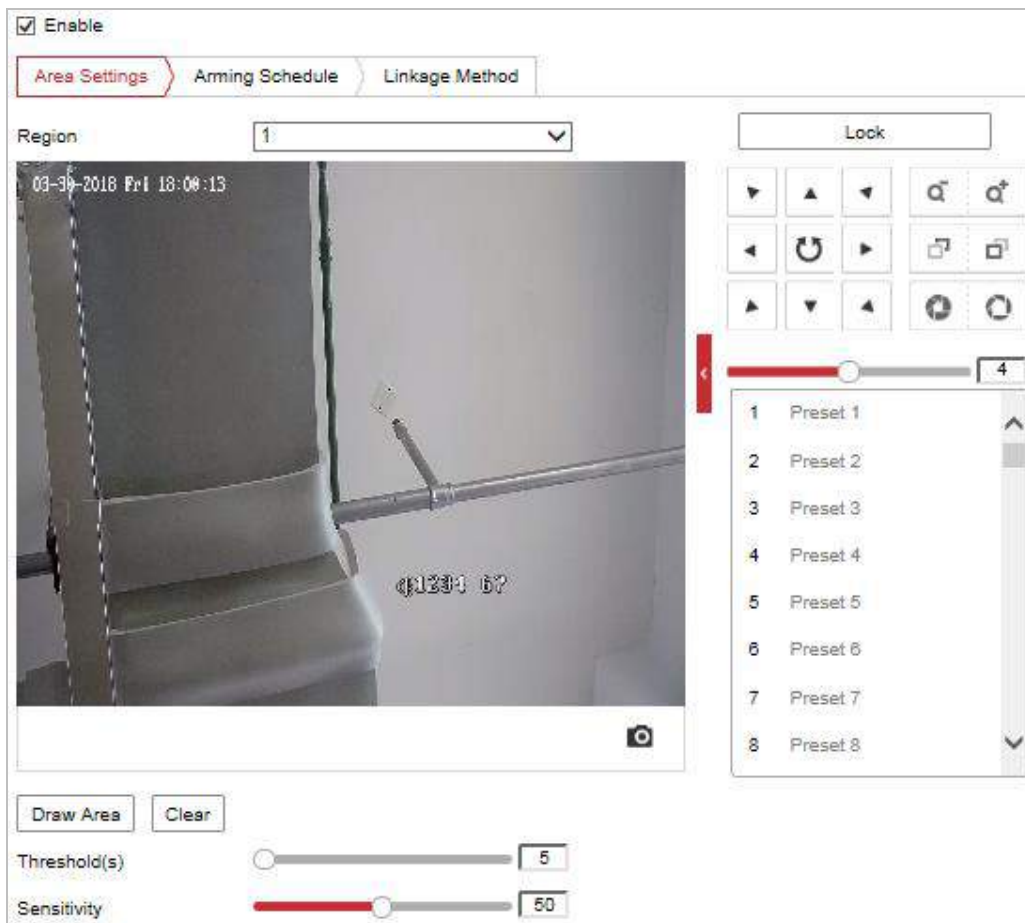 Enable
Area Settings Arming Schedule Linkage Method
Region 1
Lock
03-30-2018 Fri 18:00:13
4
1 Preset 1
2 Preset 2
3 Preset 3
4 Preset 4
5 Preset 5
6 Preset 6
7 Preset 7
8 Preset 8
q1234 67
Draw Area Clear
Threshold(s) 5
Sensitivity 50